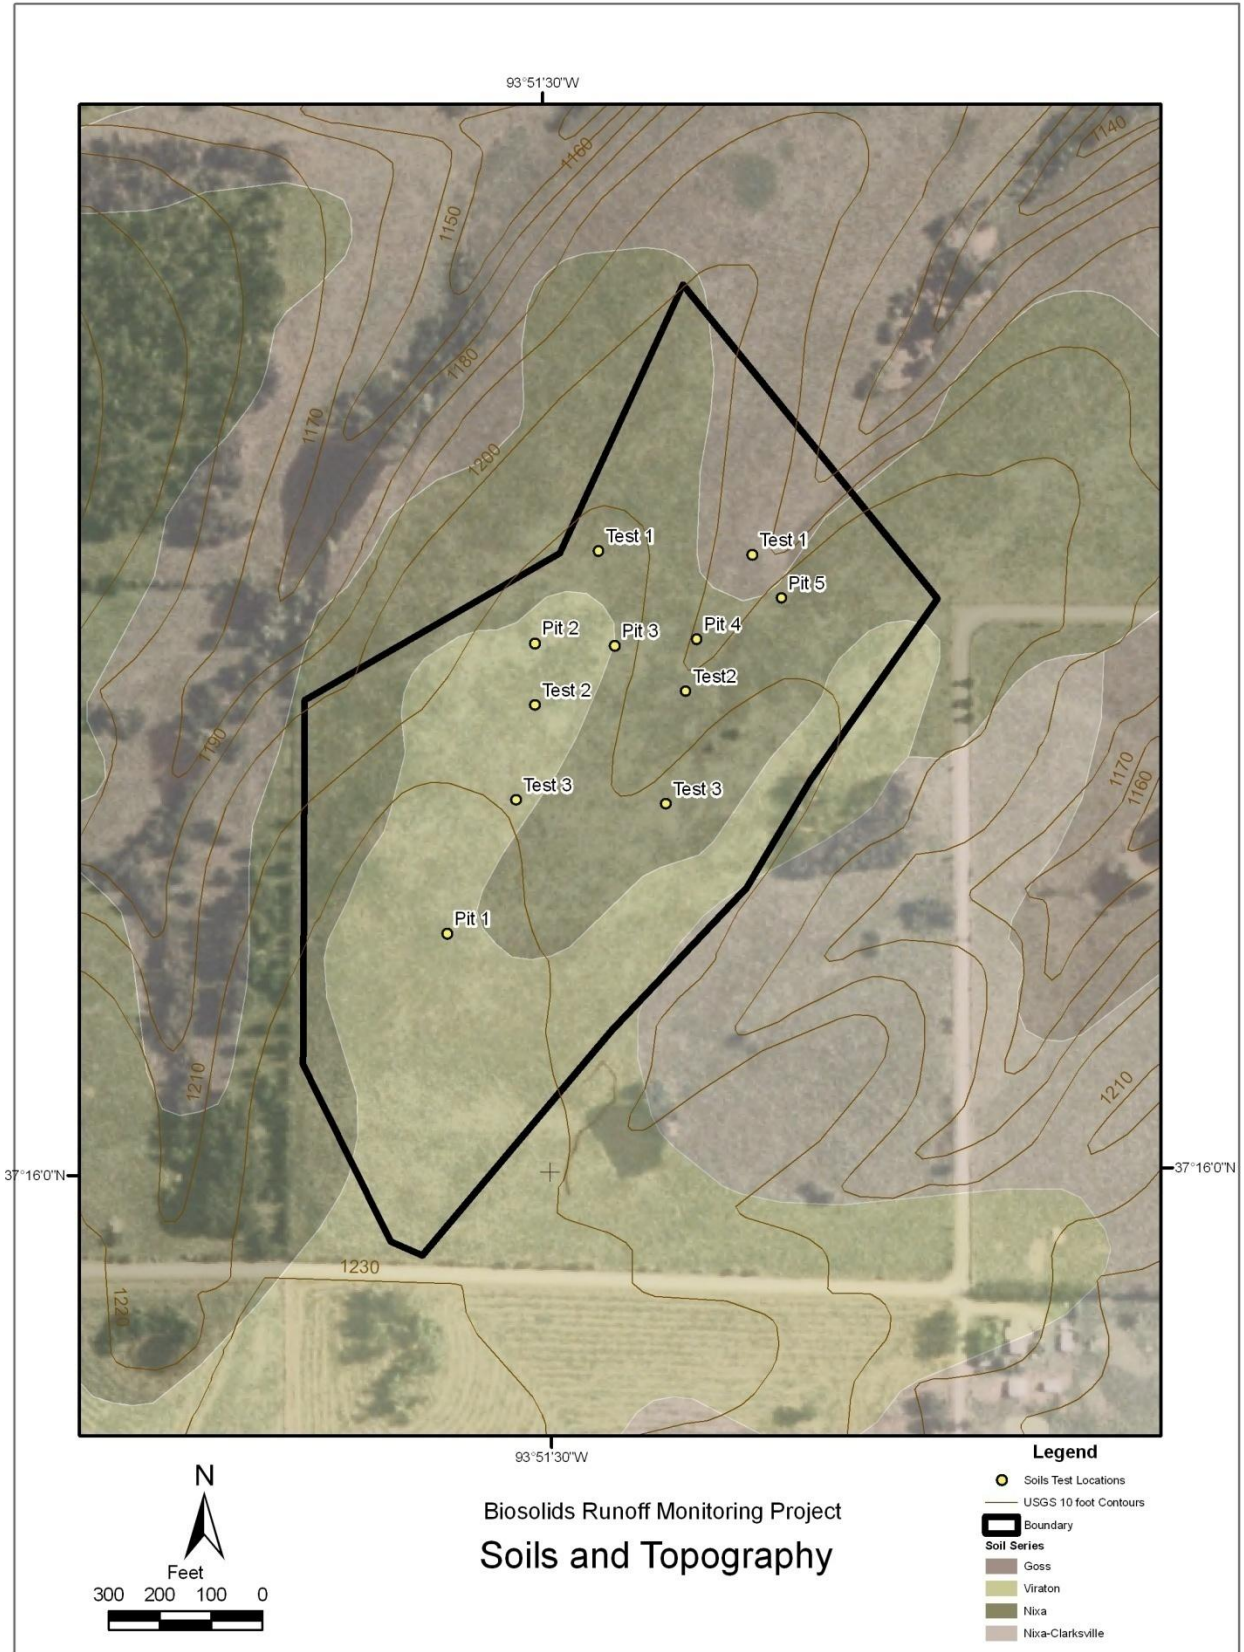 93°51'30"W
1140
1160
1150
1180
1170
1200
Test 1
Test 1
Pit 5
Pit 2
Pit 3
Pit 4
Test 2
Test2
1190
1170
1160
Test 3
Test 3
Pit 1
1210
1210
37°16'0"N
37°16'0"N
1230
1220
93°51'30"W
N
Feet
300 200 100 0
Biosolids Runoff Monitoring Project
Soils and Topography
Legend
Soils Test Locations
USGS 10 foot Contours
Boundary
Soil Series
Goss
Viraton
Nixa
Nixa-Clarksville